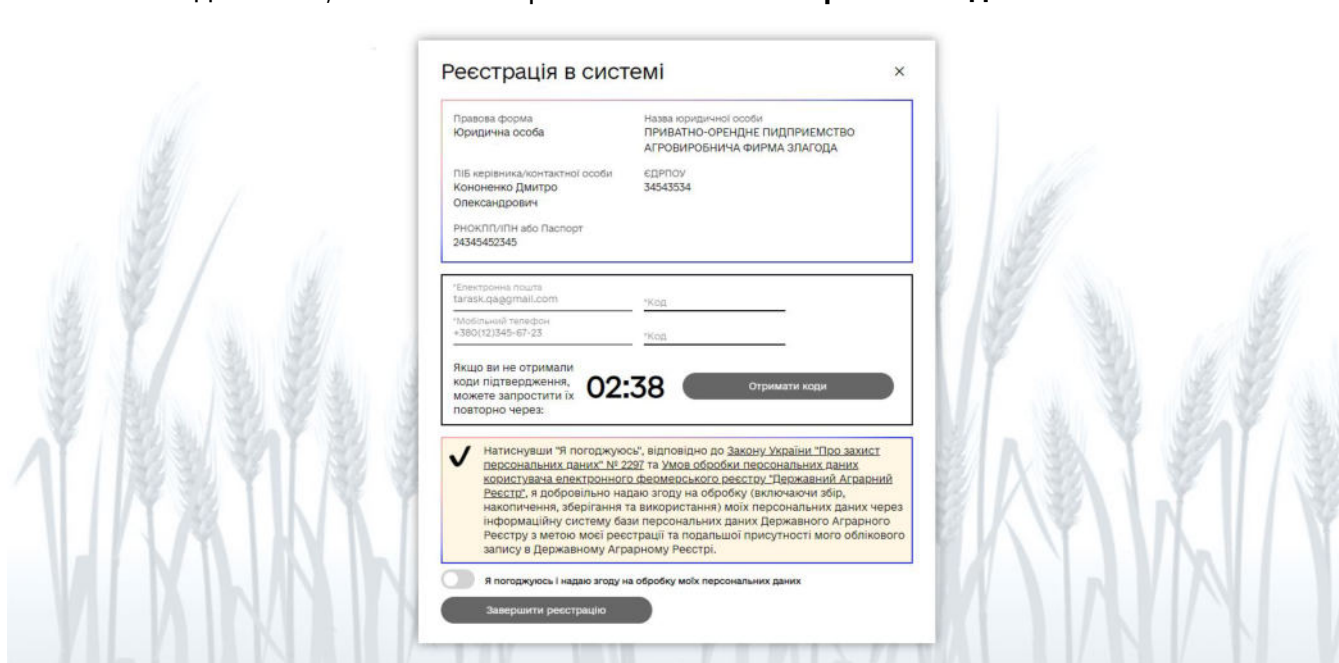 Реєстрація в системі ×
Правова форма
Юридична особа
Назва юридичної особи
ПРИВАТНО-ОРЕНДНЕ ПИДПРИЕМСТВО
АГРОВИРОБНИЧА ФИРМА ЗЛАГОДА
ПІБ керівника/контактної особи
Кононенко Дмитро
Олександрович
ЄДРПОУ
34543534
РНОКПП/ІПН або Паспорт
24345452345
*Електронна пошта
tarask.qa@gmail.com
*Код
*Мобільний телефон
+380(12)345-67-23
*Код
Якщо ви не отримали
коди підтвердження,
можете запростити їх
повторно через:
02:38
Отримати коди
Натиснувши "Я погоджуюсь", відповідно до Закону України "Про захист
персональних даних" № 2297 та Умов обробки персональних даних
користувача електронного фермерського реєстру "Державний Аграрний
Реєстр", я добровільно надаю згоду на обробку (включаючи збір,
накопичення, зберігання та використання) моїх персональних даних через
інформаційну систему бази персональних даних Державного Аграрного
Реєстру з метою моєї реєстрації та подальшої присутності мого облікового
запису в Державному Аграрному Реєстрі.
Я погоджуюсь і надаю згоду на обробку моїх персональних даних
Завершити реєстрацію